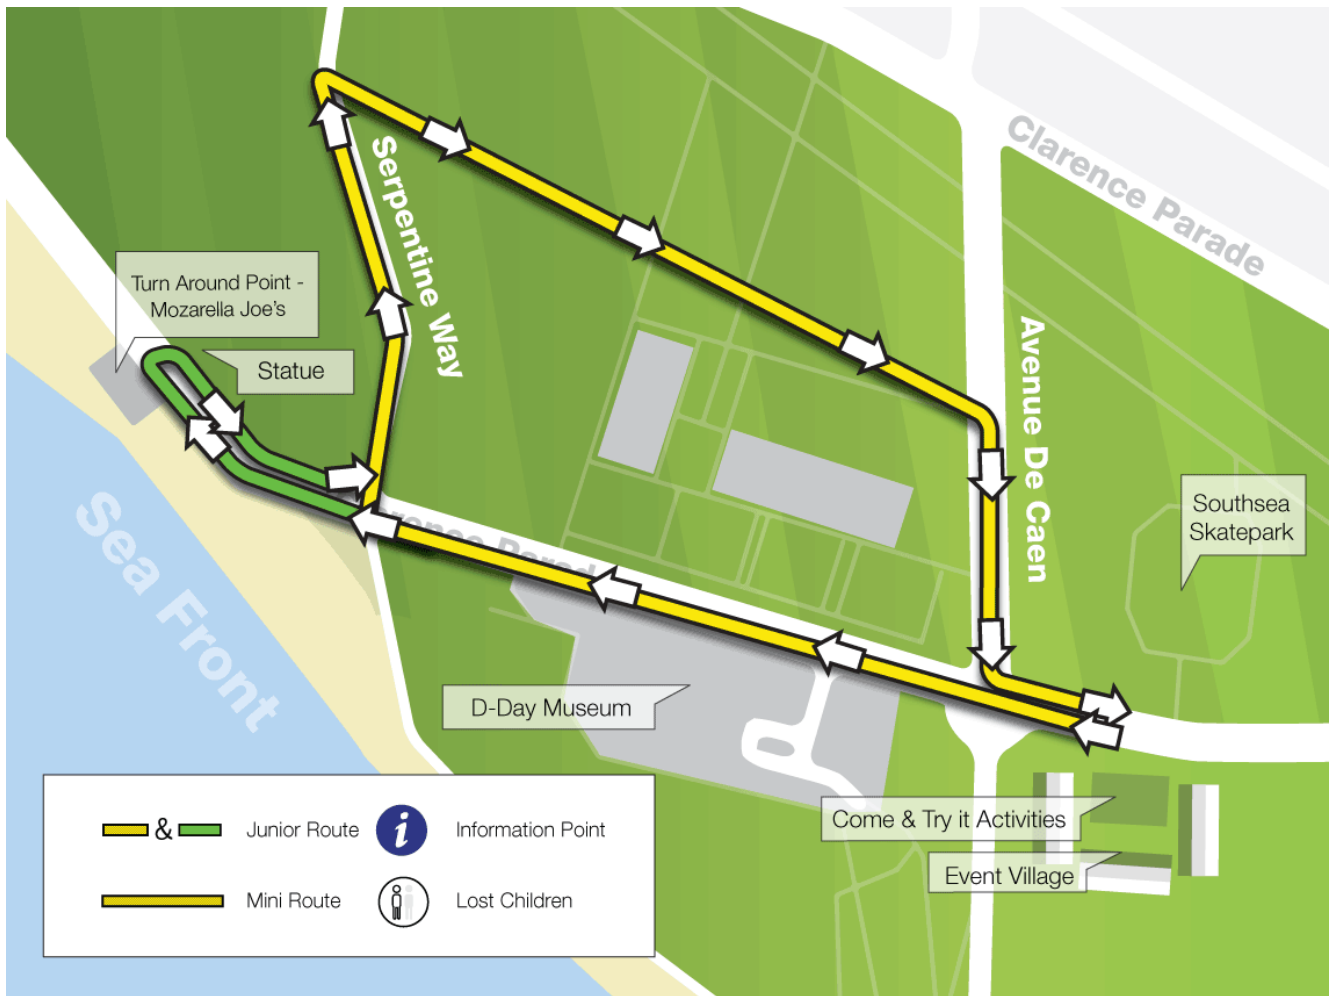 Clarence Parade
Serpentine Way
Turn Around Point -
Mozarella Joe's
Statue
Avenue De Caen
Southsea
Skatepark
Sea Front
D-Day Museum
Come & Try it Activities
Event Village
& Junior Route
i Information Point
Mini Route
Lost Children